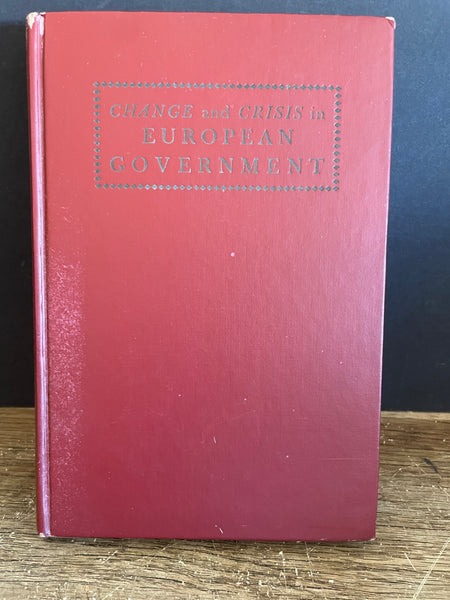 CHANGE and CRISIS in
EUROPEAN
GOVERNMENT